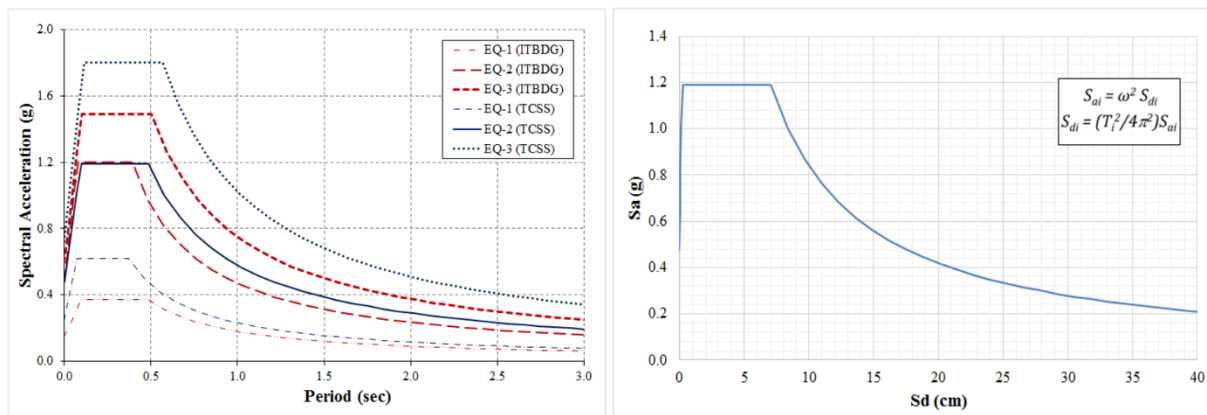 2.0
1.6
1.2
0.8
0.4
0.0
Spectral Acceleration (g)
EQ-1 (ITBDG)
EQ-2 (ITBDG)
EQ-3 (ITBDG)
EQ-1 (TCSS)
EQ-2 (TCSS)
EQ-3 (TCSS)
0.0 0.5 1.0 1.5 2.0 2.5 3.0
Period (sec)
1.4
1.2
1.0
0.8
0.6
0.4
0.2
0.0
Sa (g)
Sai = ω² Sdi
Sdi = (Ti²/4π²)Sai
0 5 10 15 20 25 30 35 40
Sd (cm)